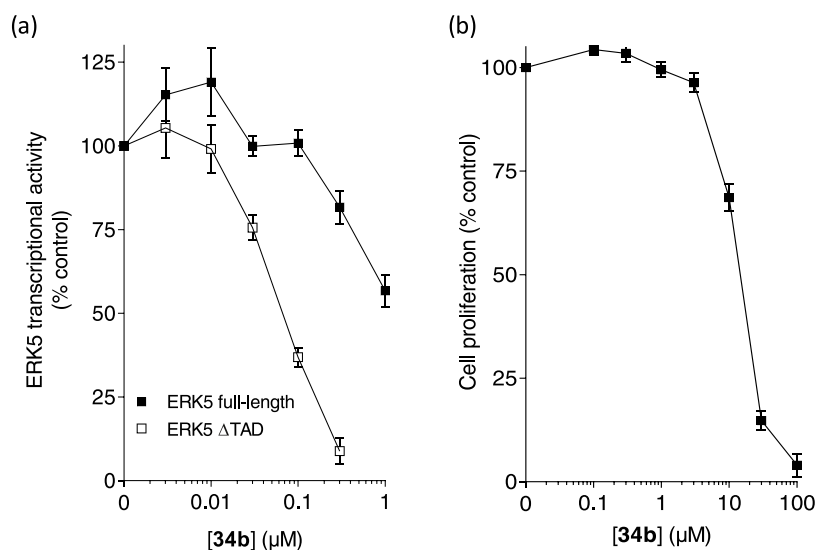 (a)
ERK5 transcriptional activity
(% control)
125
100
75
50
25
0
ERK5 full-length
ERK5 ΔTAD
0
0.01
0.1
1
[34b] (µM)
(b)
Cell proliferation (% control)
100
75
50
25
0
0
0.1
1
10
100
[34b] (µM)